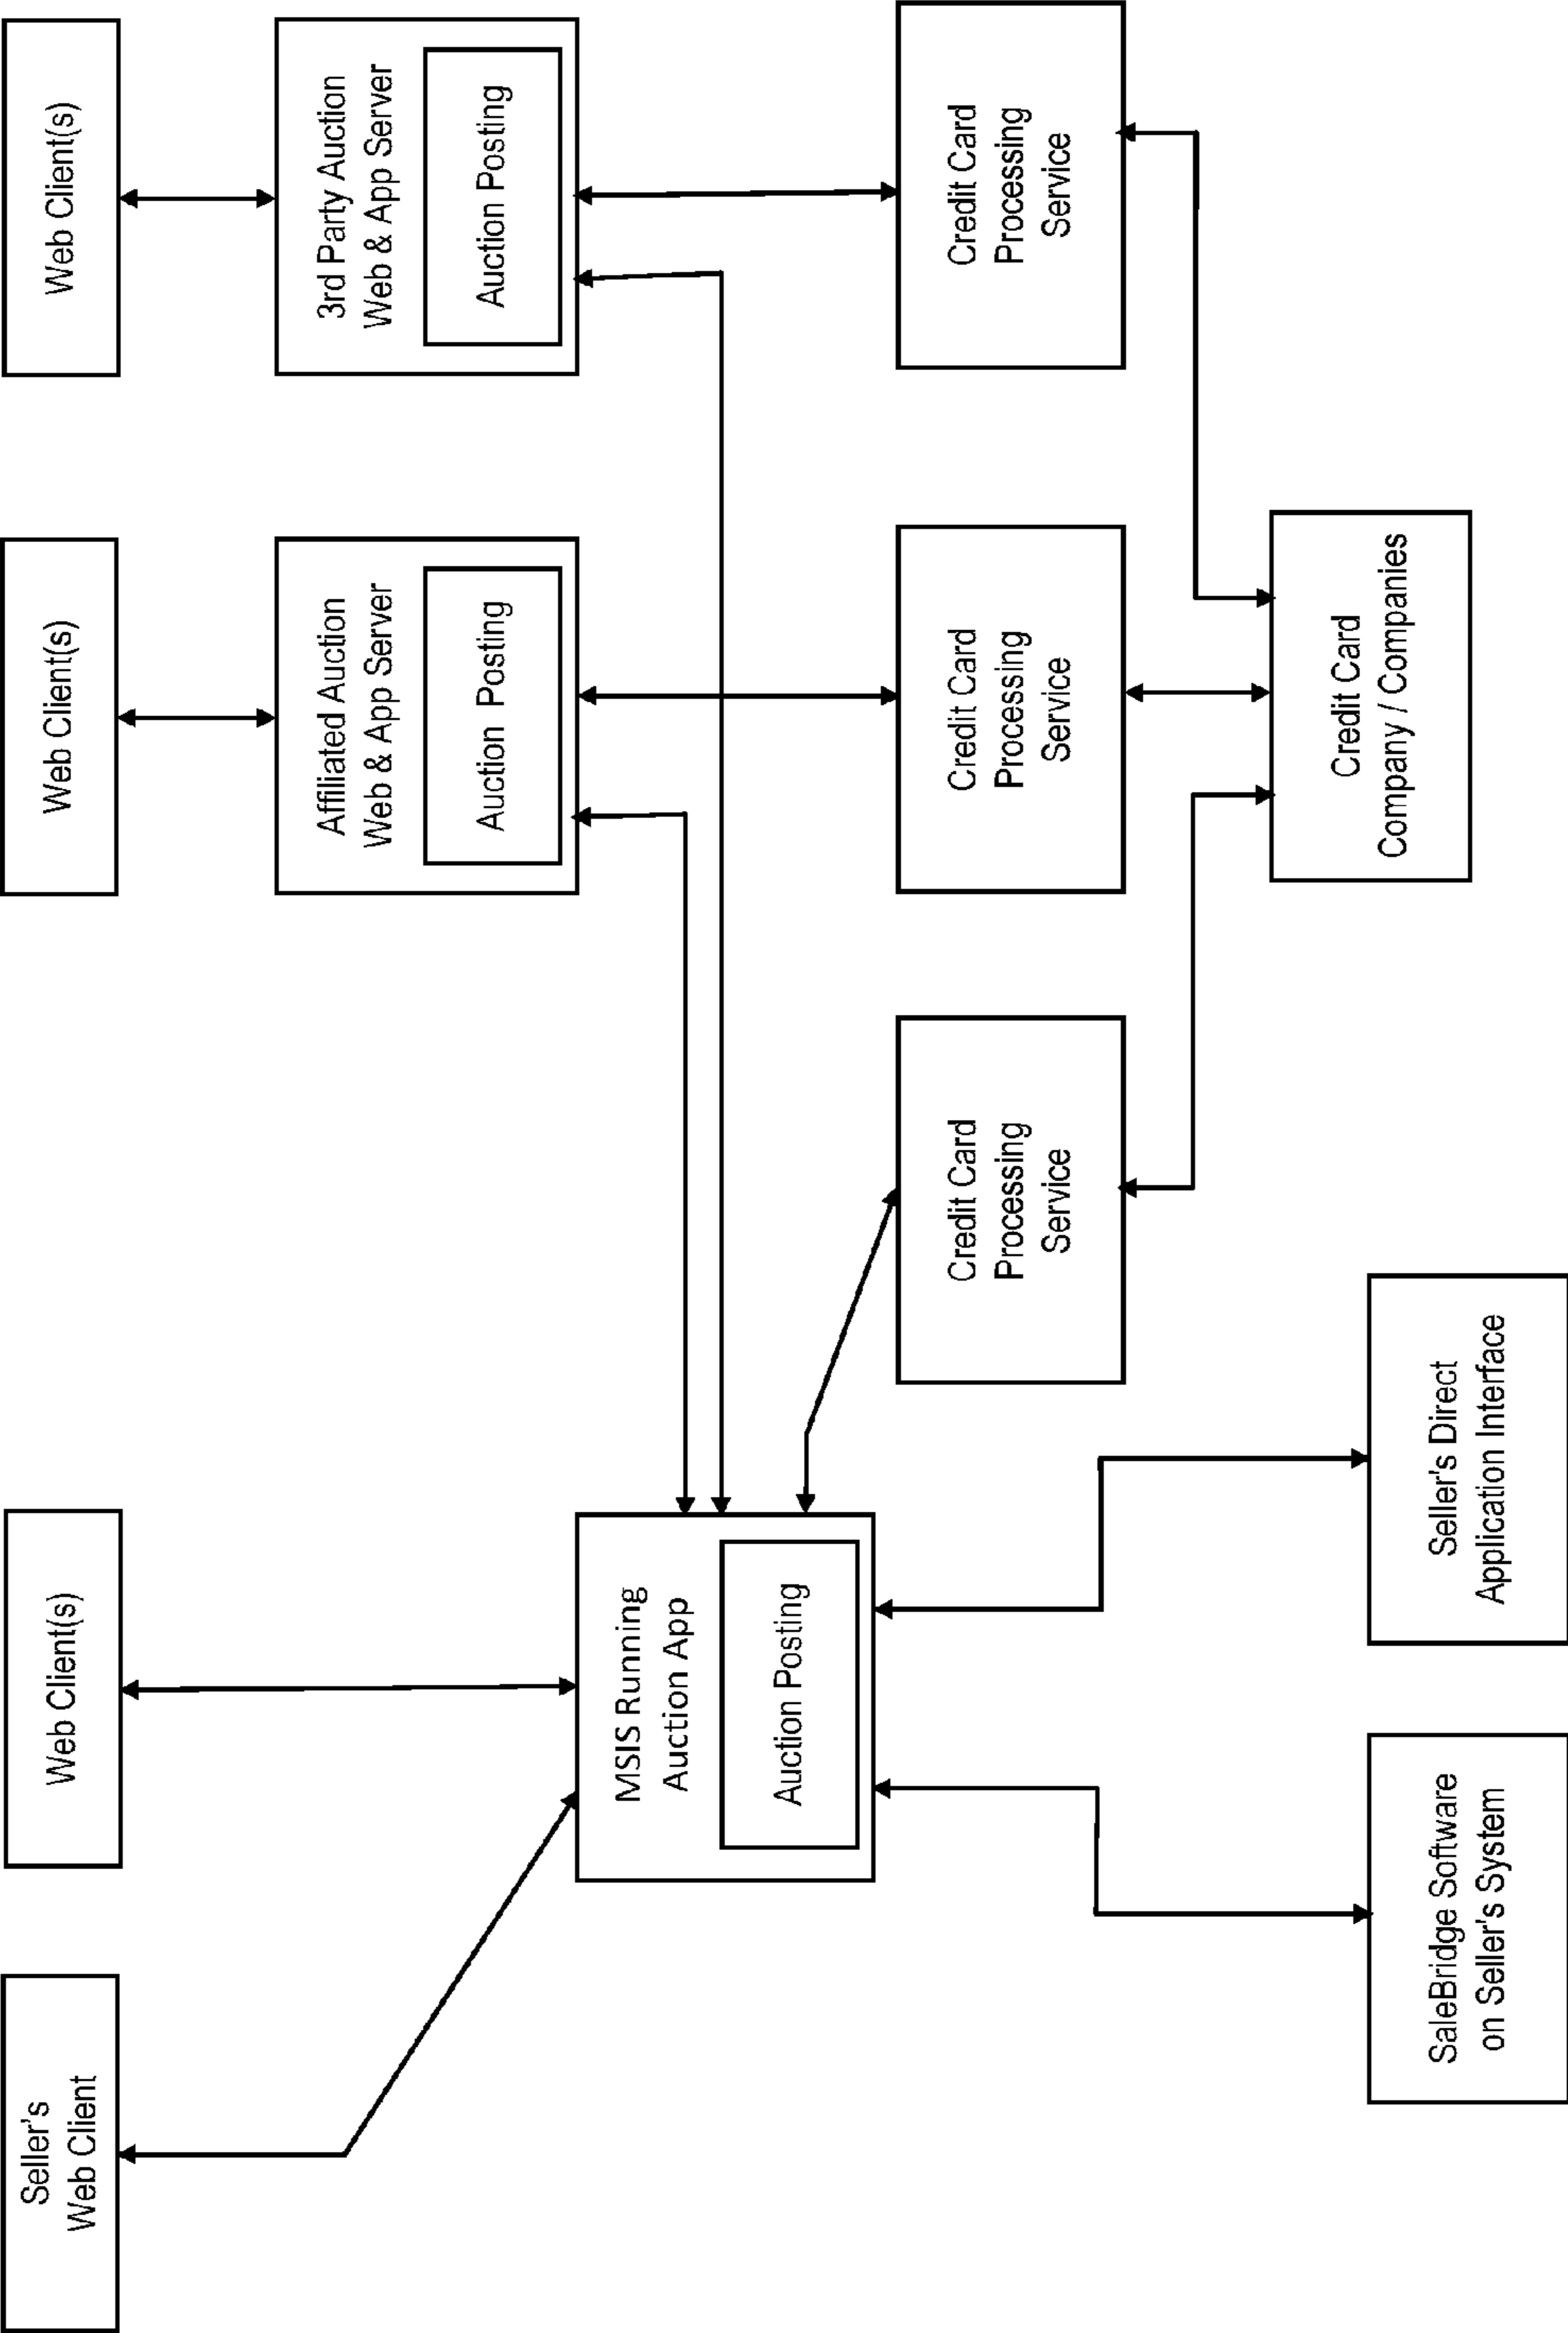 Seller's
Web Client
Web Client(s)
Web Client(s)
Web Client(s)
Affiliated Auction
Web & App Server
Auction Posting
3rd Party Auction
Web & App Server
Auction Posting
MSIS Running
Auction App
Auction Posting
Credit Card
Processing
Service
Credit Card
Processing
Service
Credit Card
Processing
Service
Credit Card
Company / Companies
SaleBridge Software
on Seller's System
Seller's Direct
Application Interface